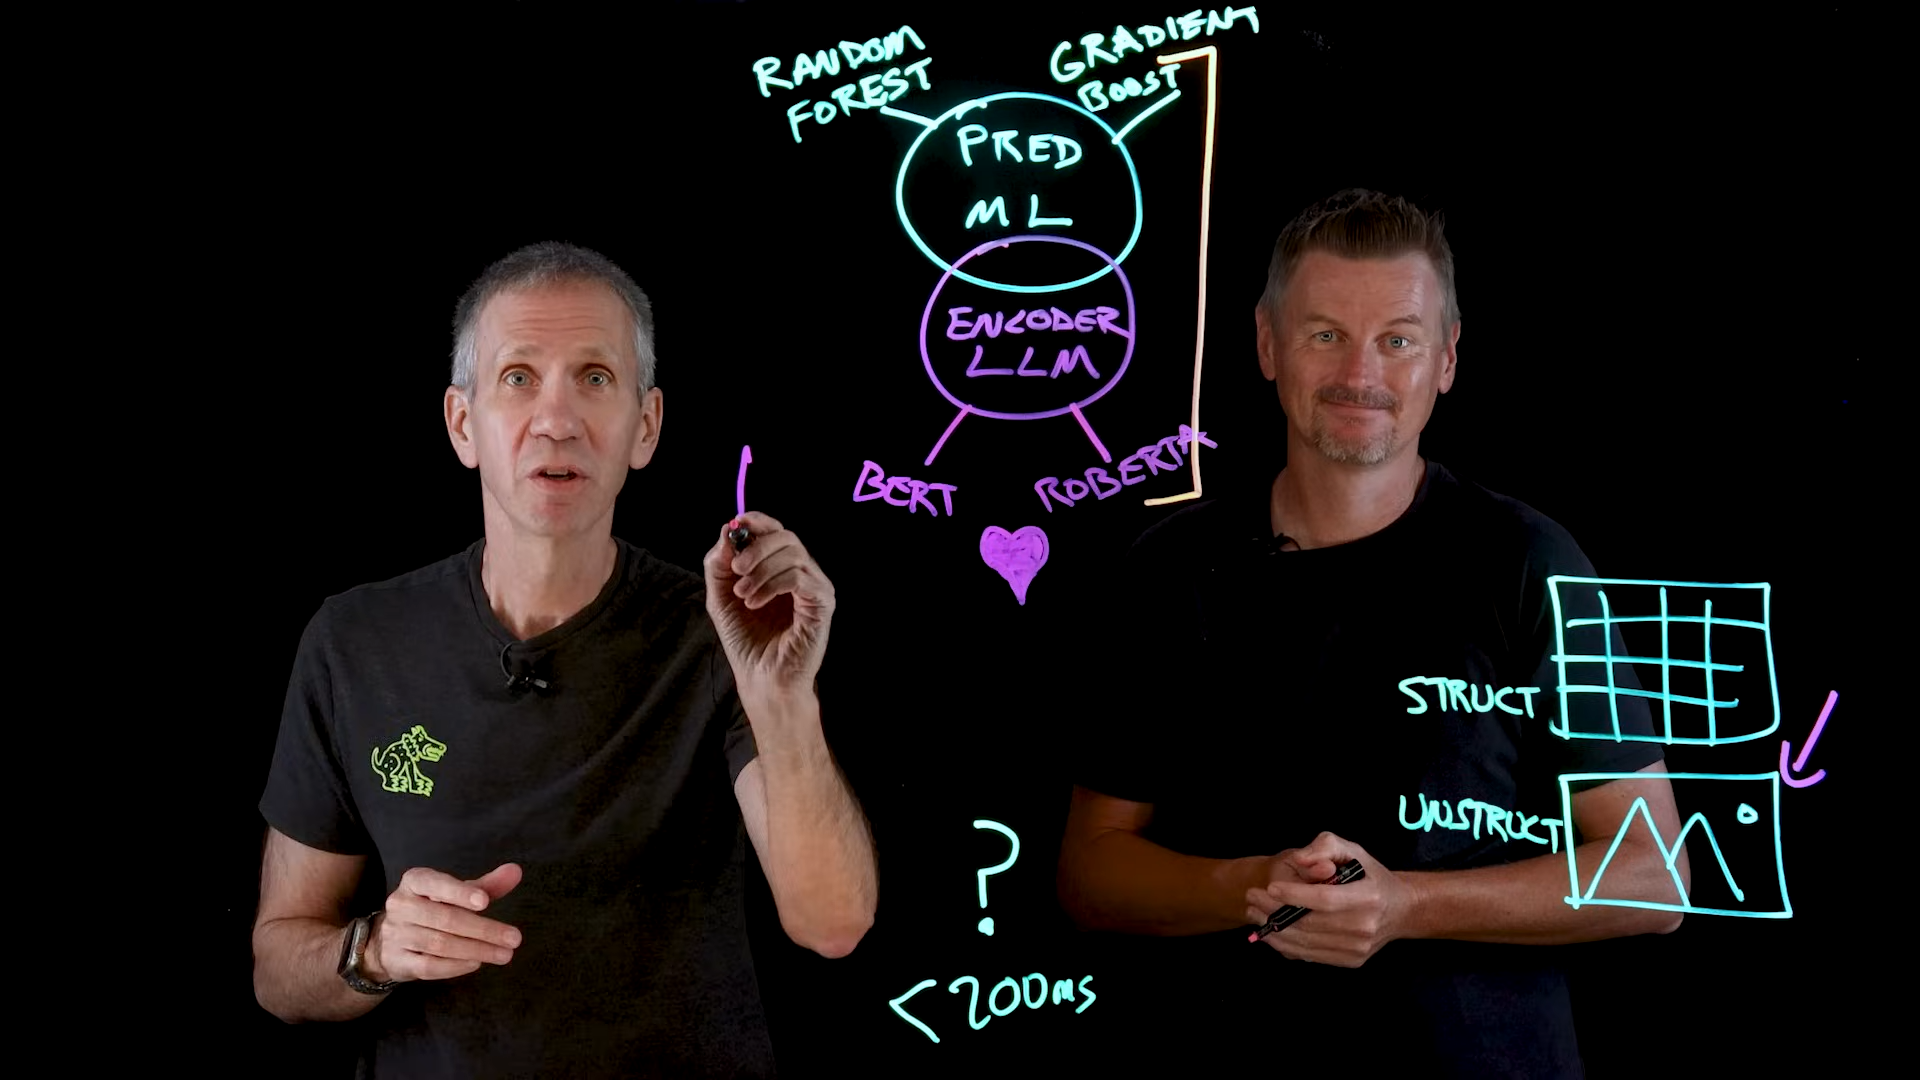 RANDOM
FOREST
GRADIENT
BOOST
PRED
ML
ENCODER
LLM
BERT
ROBERTA
STRUCT
UNSTRUCT
?
<200ms